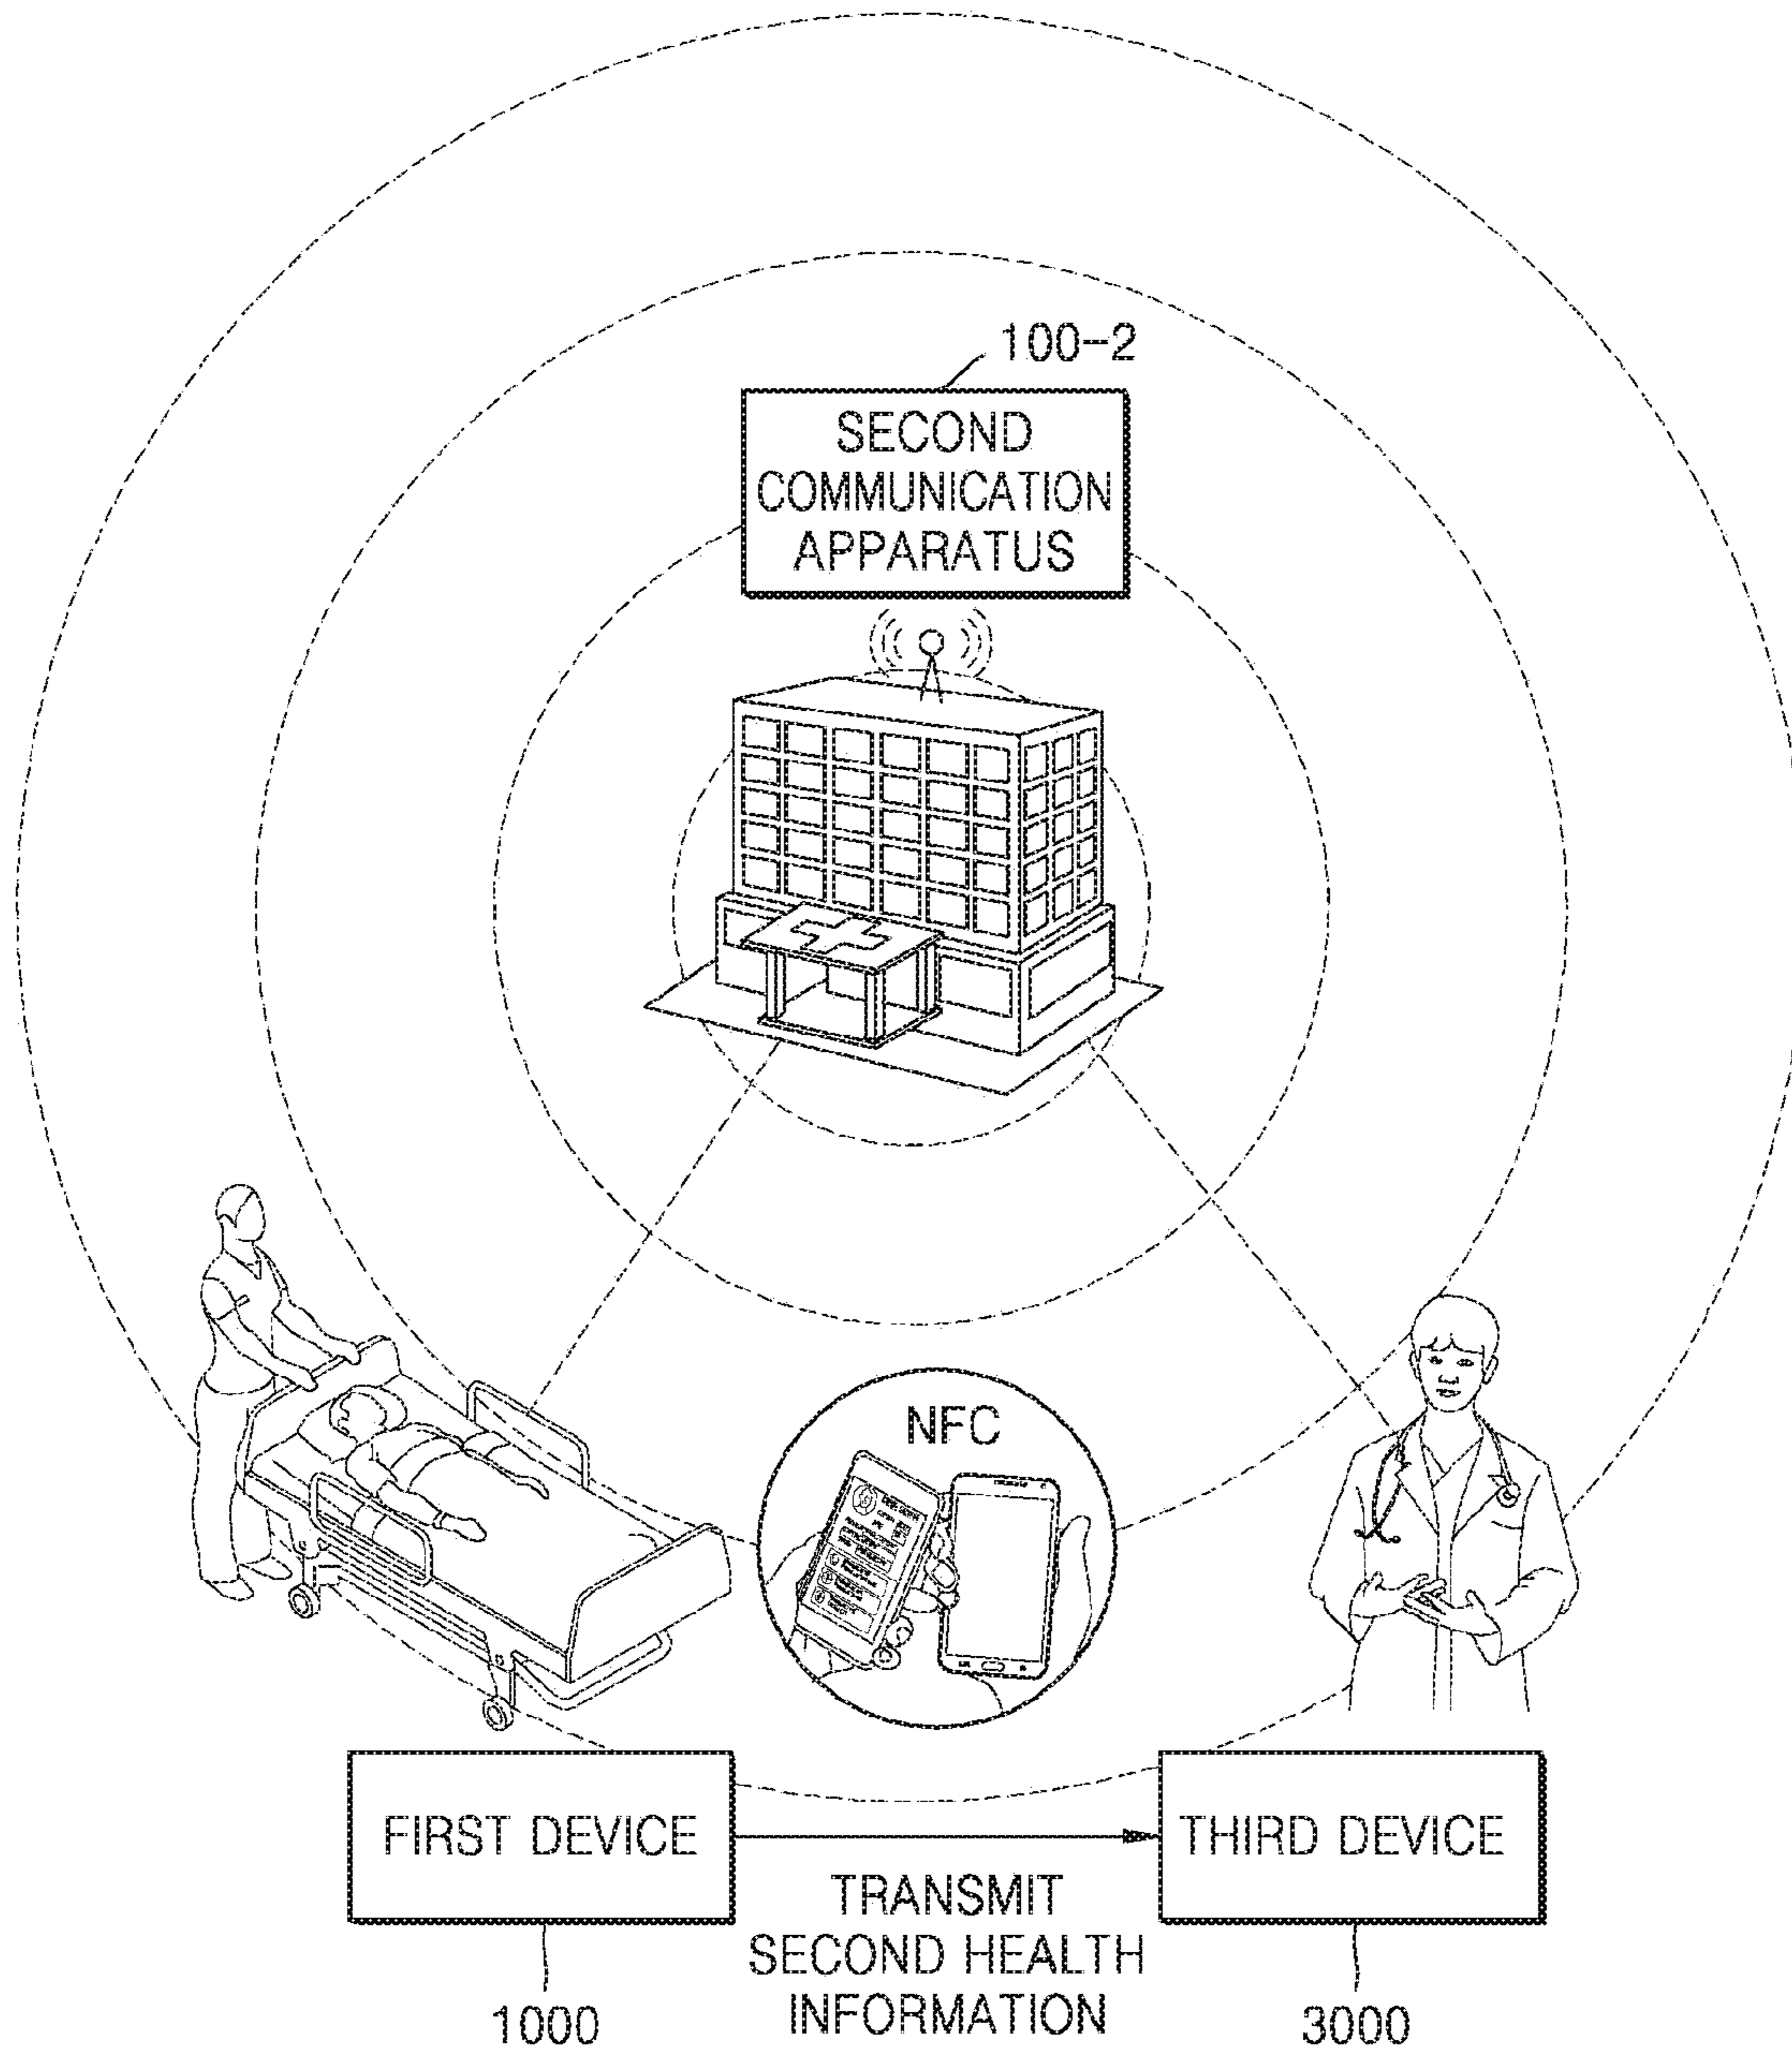 100-2
SECOND
COMMUNICATION
APPARATUS
NFC
FIRST DEVICE
THIRD DEVICE
TRANSMIT
SECOND HEALTH
INFORMATION
1000
3000